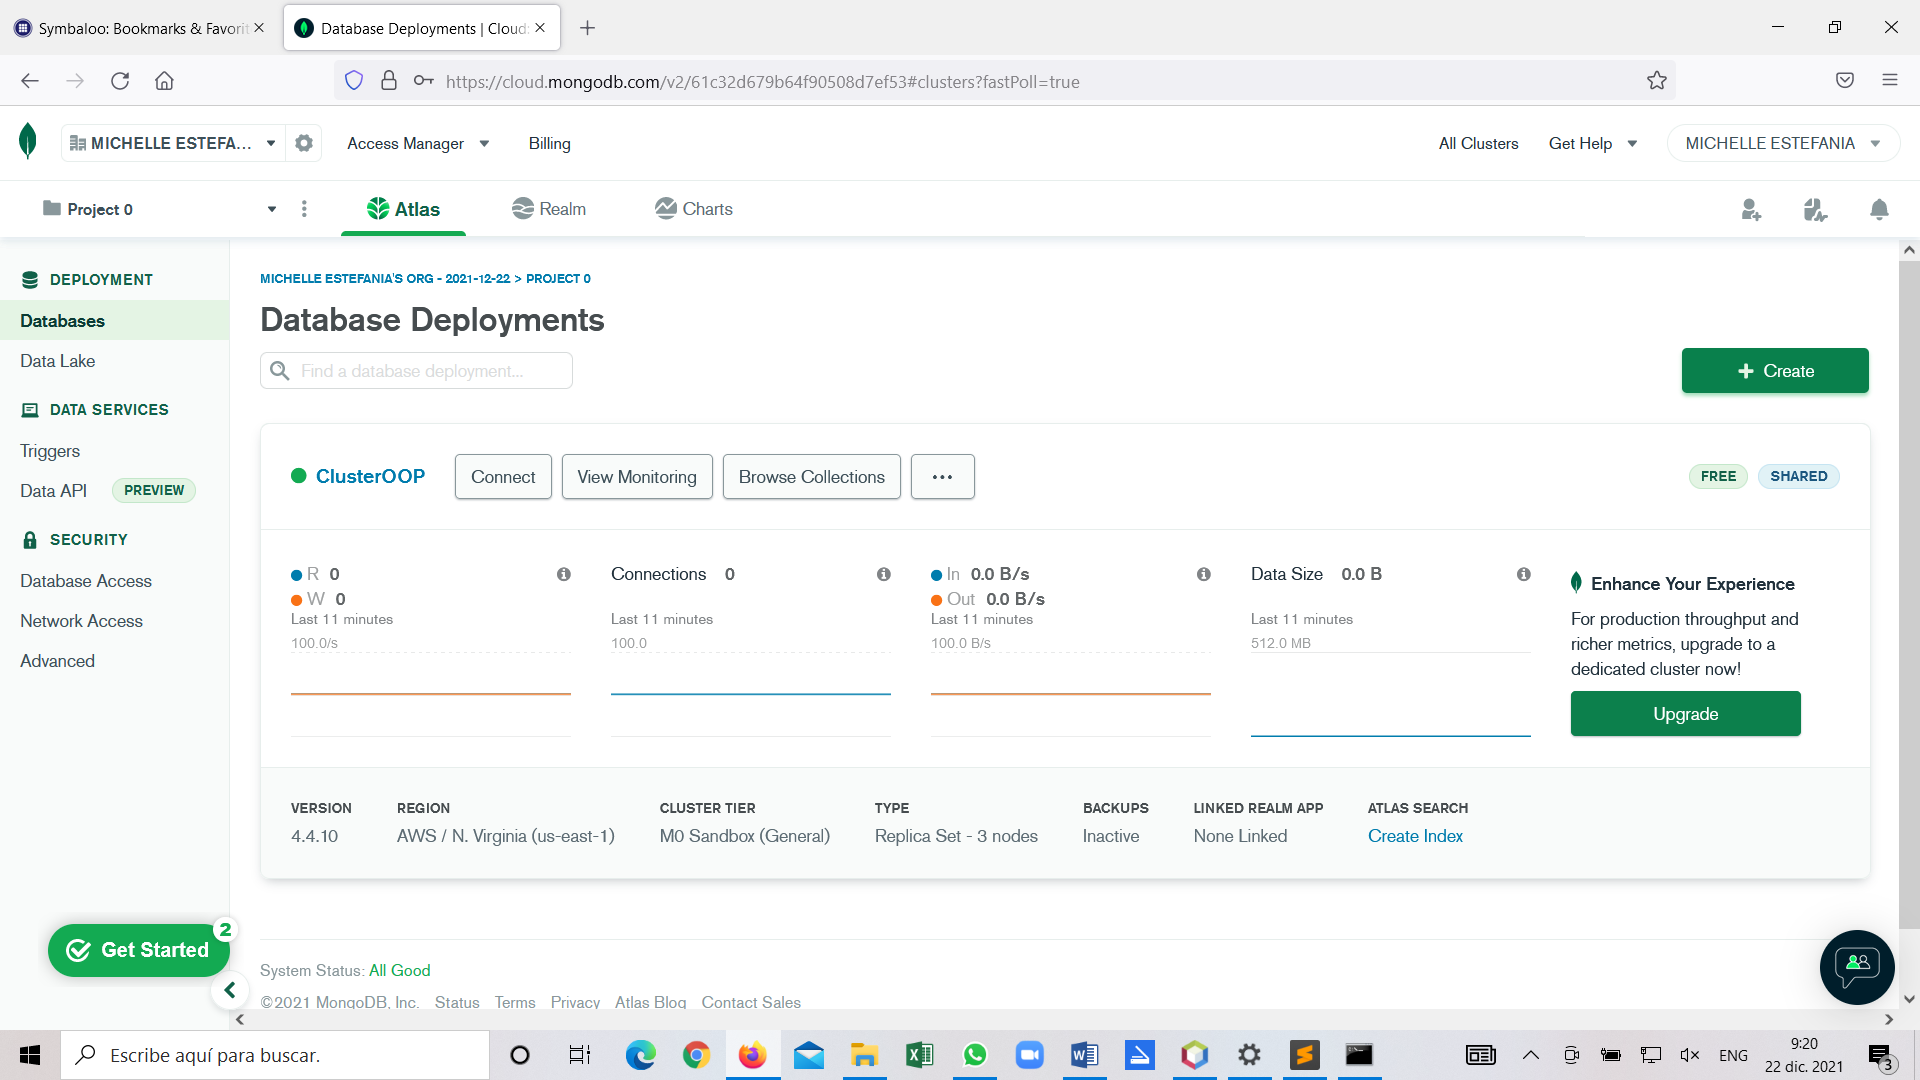 Symbaloo: Bookmarks & Favorit
Database Deployments | Cloud:
https://cloud.mongodb.com/v2/61c32d679b64f90508d7ef53#clusters?fastPoll=true
MICHELLE ESTEFA...
Access Manager
Billing
All Clusters
Get Help
MICHELLE ESTEFANIA
Project 0
Atlas
Realm
Charts
DEPLOYMENT
Databases
Data Lake
DATA SERVICES
Triggers
Data API PREVIEW
SECURITY
Database Access
Network Access
Advanced
MICHELLE ESTEFANIA'S ORG - 2021-12-22 > PROJECT 0
Database Deployments
Find a database deployment...
+ Create
ClusterOOP
Connect
View Monitoring
Browse Collections
...
FREE
SHARED
R 0
W 0
Last 11 minutes
100.0/s
Connections 0
Last 11 minutes
100.0
In 0.0 B/s
Out 0.0 B/s
Last 11 minutes
100.0 B/s
Data Size 0.0 B
Last 11 minutes
512.0 MB
Enhance Your Experience
For production throughput and
richer metrics, upgrade to a
dedicated cluster now!
Upgrade
VERSION
4.4.10
REGION
AWS / N. Virginia (us-east-1)
CLUSTER TIER
M0 Sandbox (General)
TYPE
Replica Set - 3 nodes
BACKUPS
Inactive
LINKED REALM APP
None Linked
ATLAS SEARCH
Create Index
Get Started
2
System Status: All Good
©2021 MongoDB, Inc. Status Terms Privacy Atlas Blog Contact Sales
Escribe aquí para buscar.
ENG
9:20
22 dic. 2021
3